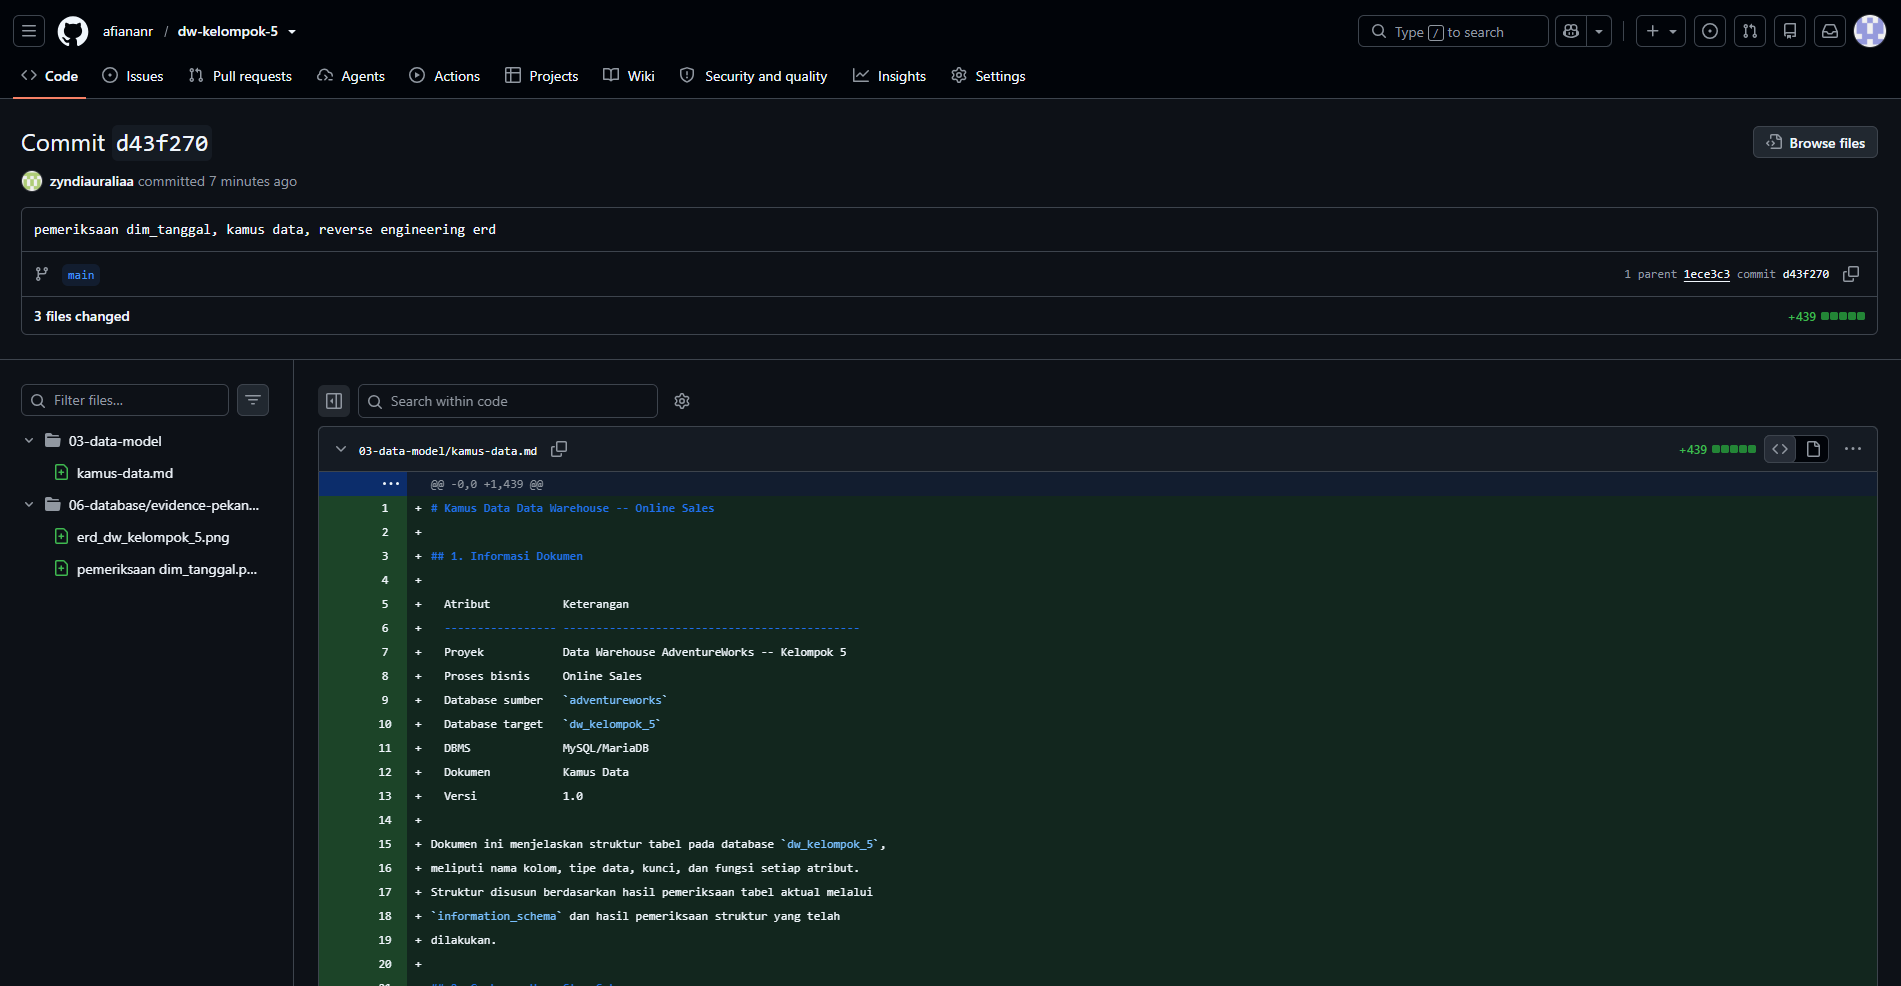 afiananr / dw-kelompok-5
Type / to search
Code Issues Pull requests Agents Actions Projects Wiki Security and quality Insights Settings
Commit d43f270
Browse files
zyndiauraliaa committed 7 minutes ago
pemeriksaan dim_tanggal, kamus data, reverse engineering erd
main
1 parent 1ece3c3 commit d43f270
3 files changed
+439
Filter files...
03-data-model
kamus-data.md
06-database/evidence-pekan...
erd_dw_kelompok_5.png
pemeriksaan dim_tanggal.p...
Search within code
03-data-model/kamus-data.md
+439
@@ -0,0 +1,439 @@
1 + # Kamus Data Data Warehouse -- Online Sales
2 +
3 + ## 1. Informasi Dokumen
4 +
5 + Atribut Keterangan
6 + ----------------- ---------------------------------------------
7 + Proyek Data Warehouse AdventureWorks -- Kelompok 5
8 + Proses bisnis Online Sales
9 + Database sumber `adventureworks`
10 + Database target `dw_kelompok_5`
11 + DBMS MySQL/MariaDB
12 + Dokumen Kamus Data
13 + Versi 1.0
14 +
15 + Dokumen ini menjelaskan struktur tabel pada database `dw_kelompok_5`,
16 + meliputi nama kolom, tipe data, kunci, dan fungsi setiap atribut.
17 + Struktur disusun berdasarkan hasil pemeriksaan tabel aktual melalui
18 + `information_schema` dan hasil pemeriksaan struktur yang telah
19 + dilakukan.
20 +